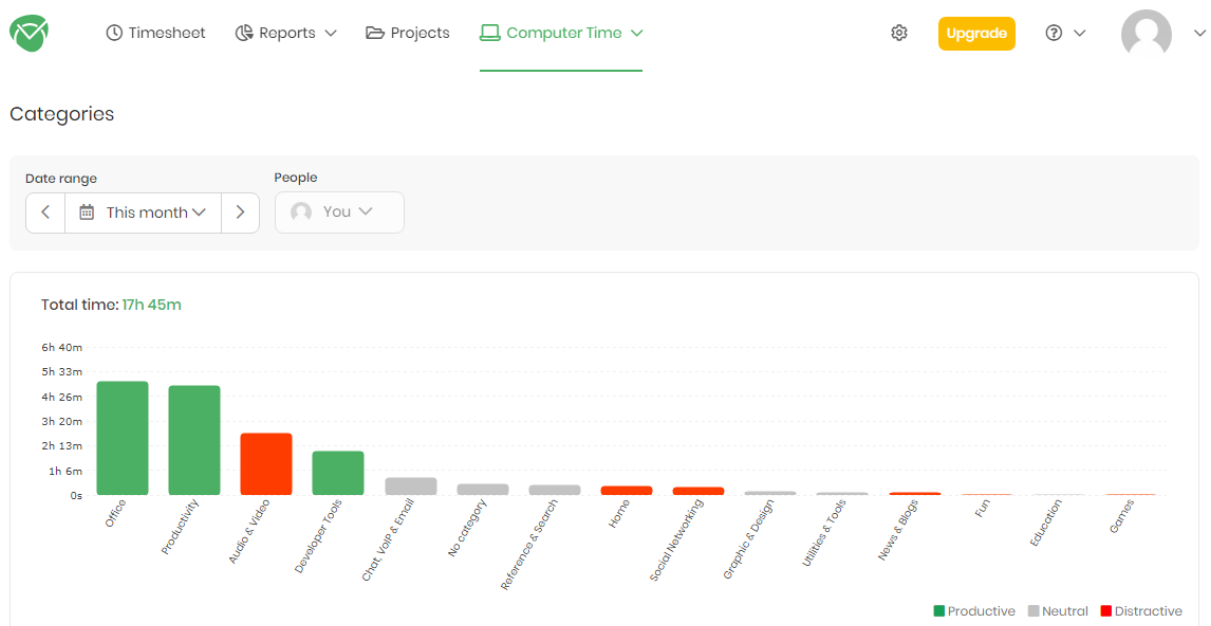 Timesheet Reports Projects Computer Time Upgrade
Categories
Date range People
This month You
Total time: 17h 45m
6h 40m
5h 33m
4h 26m
3h 20m
2h 13m
1h 6m
0s
Office Productivity Audio & Video Developer Tools Chat, VoIP & Email No category Reference & Search Home Social Networking Graphic & Design Utilities & Tools News & Blogs Fun Education Games
Productive Neutral Distractive